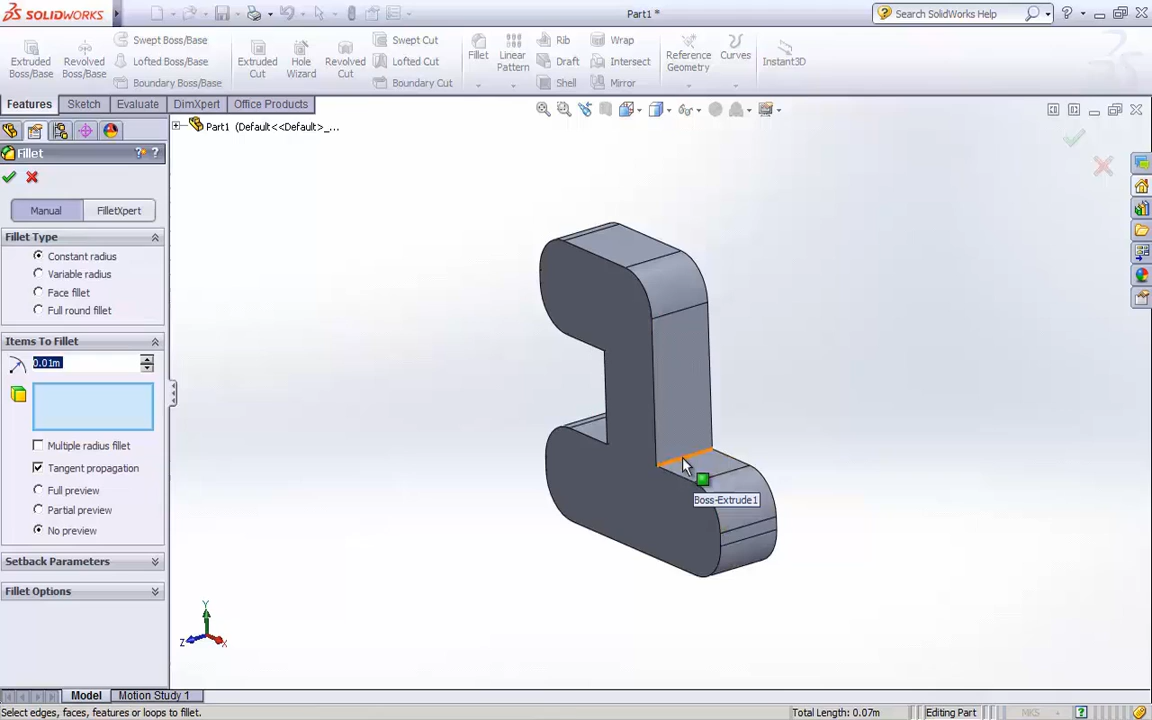 SOLIDWORKS
Part1 *
Search SolidWorks Help
Extruded Boss/Base
Revolved Boss/Base
Swept Boss/Base
Lofted Boss/Base
Boundary Boss/Base
Extruded Cut
Hole Wizard
Revolved Cut
Swept Cut
Lofted Cut
Boundary Cut
Fillet
Linear Pattern
Rib
Draft
Shell
Wrap
Intersect
Mirror
Reference Geometry
Curves
Instant3D
Features
Sketch
Evaluate
DimXpert
Office Products
Part1 (Default<<Default>_...
Fillet
Manual
FilletXpert
Fillet Type
Constant radius
Variable radius
Face fillet
Full round fillet
Items To Fillet
0.01m
Multiple radius fillet
Tangent propagation
Full preview
Partial preview
No preview
Setback Parameters
Fillet Options
Boss-Extrude1
Y
Z
X
Model
Motion Study 1
Select edges, faces, features or loops to fillet.
Total Length: 0.07m
Editing Part
MKS